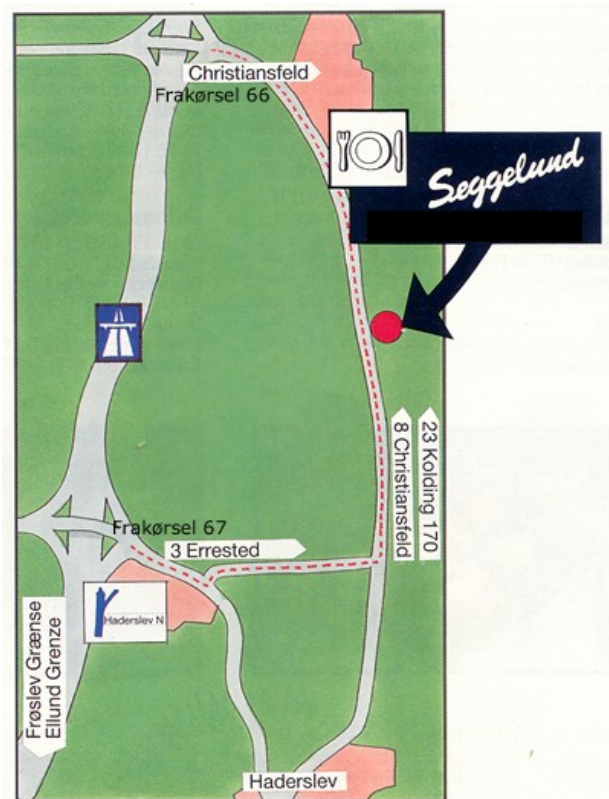 Christiansfeld
Frakørsel 66
Seggelund
23 Kolding 170
8 Christiansfeld
Frakørsel 67
3 Errested
Haderslev N
Frøslev Grænse
Ellund Grenze
Haderslev